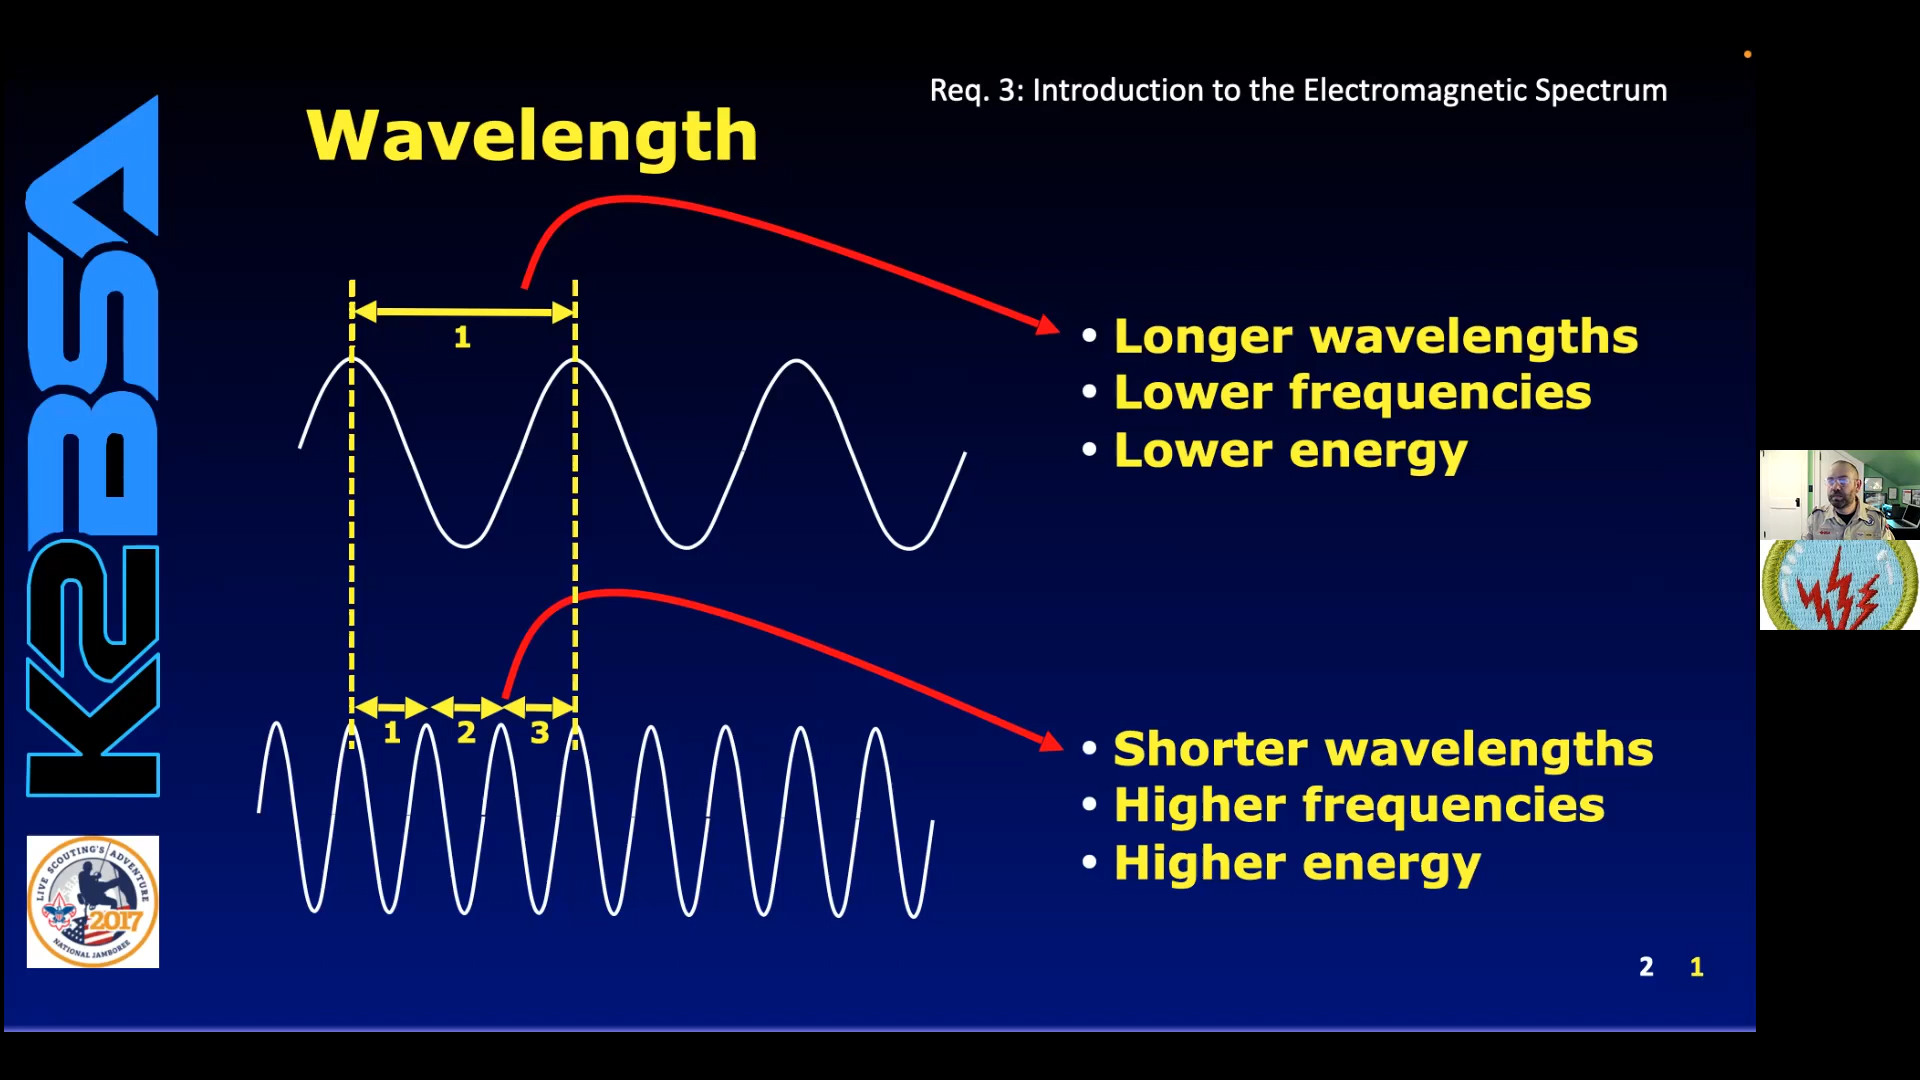 Req. 3: Introduction to the Electromagnetic Spectrum
Wavelength
K2BSA
1
• Longer wavelengths
• Lower frequencies
• Lower energy
1 2 3
• Shorter wavelengths
• Higher frequencies
• Higher energy
LIVE SCOUTING'S ADVENTURE
2017
NATIONAL JAMBOREE
2 1